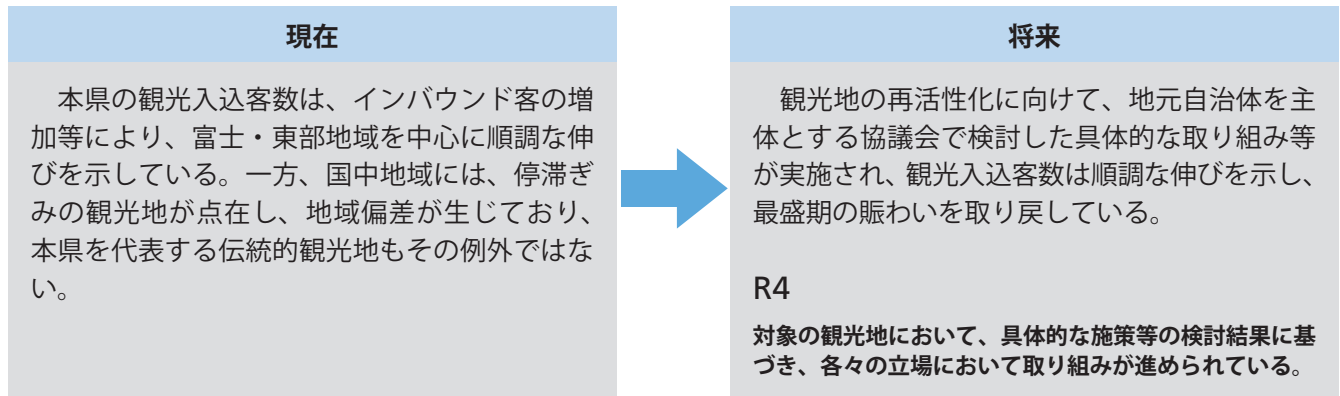 現在
本県の観光入込客数は、インバウンド客の増
加等により、富士・東部地域を中心に順調な伸
びを示している。一方、国中地域には、停滞ぎ
みの観光地が点在し、地域偏差が生じており、
本県を代表する伝統的観光地もその例外ではな
い。
将来
観光地の再活性化に向けて、地元自治体を主
体とする協議会で検討した具体的な取り組み等
が実施され、観光入込客数は順調な伸びを示し、
最盛期の賑わいを取り戻している。
R4
対象の観光地において、具体的な施策等の検討結果に基
づき、各々の立場において取り組みが進められている。